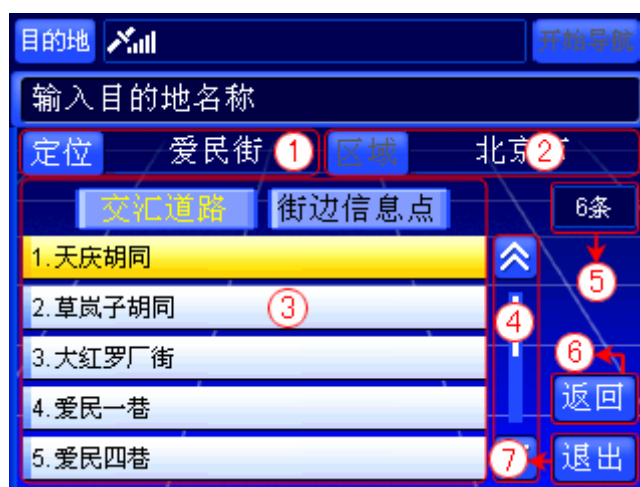 目的地 开始导航
输入目的地名称
定位 爱民街 1 区域 北京 2
交汇道路 街边信息点 6条
1.天庆胡同
5
2.草岚子胡同 3 4
3.大红罗厂街 6
4.爱民一巷 返回
5.爱民四巷 7 退出